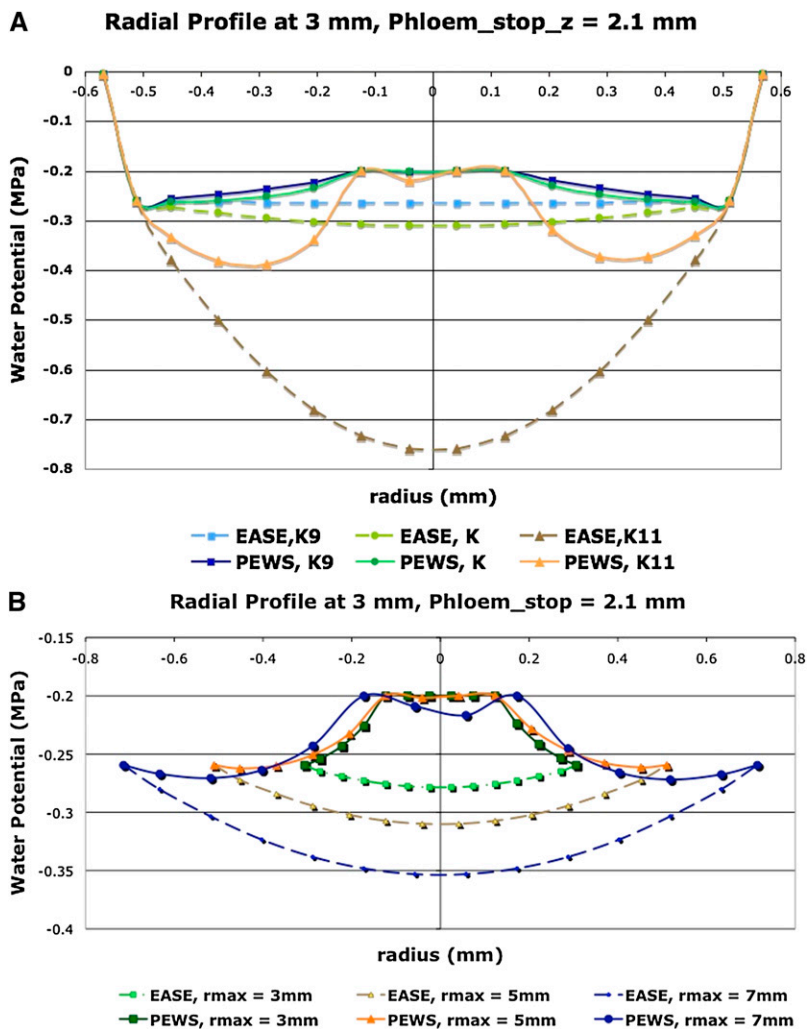 A
Radial Profile at 3 mm, Phloem_stop_z = 2.1 mm
0
-0.6 -0.5 -0.4 -0.3 -0.2 -0.1 0 0.1 0.2 0.3 0.4 0.5 0.6
-0.1
-0.2
-0.3
-0.4
-0.5
-0.6
-0.7
-0.8
Water Potential (MPa)
radius (mm)
EASE,K9 EASE, K EASE,K11
PEWS, K9 PEWS, K PEWS, K11
B
Radial Profile at 3 mm, Phloem_stop = 2.1 mm
-0.15
-0.8 -0.6 -0.4 -0.2 0 0.2 0.4 0.6 0.8
-0.2
-0.25
-0.3
-0.35
-0.4
Water Potential (MPa)
radius (mm)
EASE, rmax = 3mm EASE, rmax = 5mm EASE, rmax = 7mm
PEWS, rmax = 3mm PEWS, rmax = 5mm PEWS, rmax = 7mm